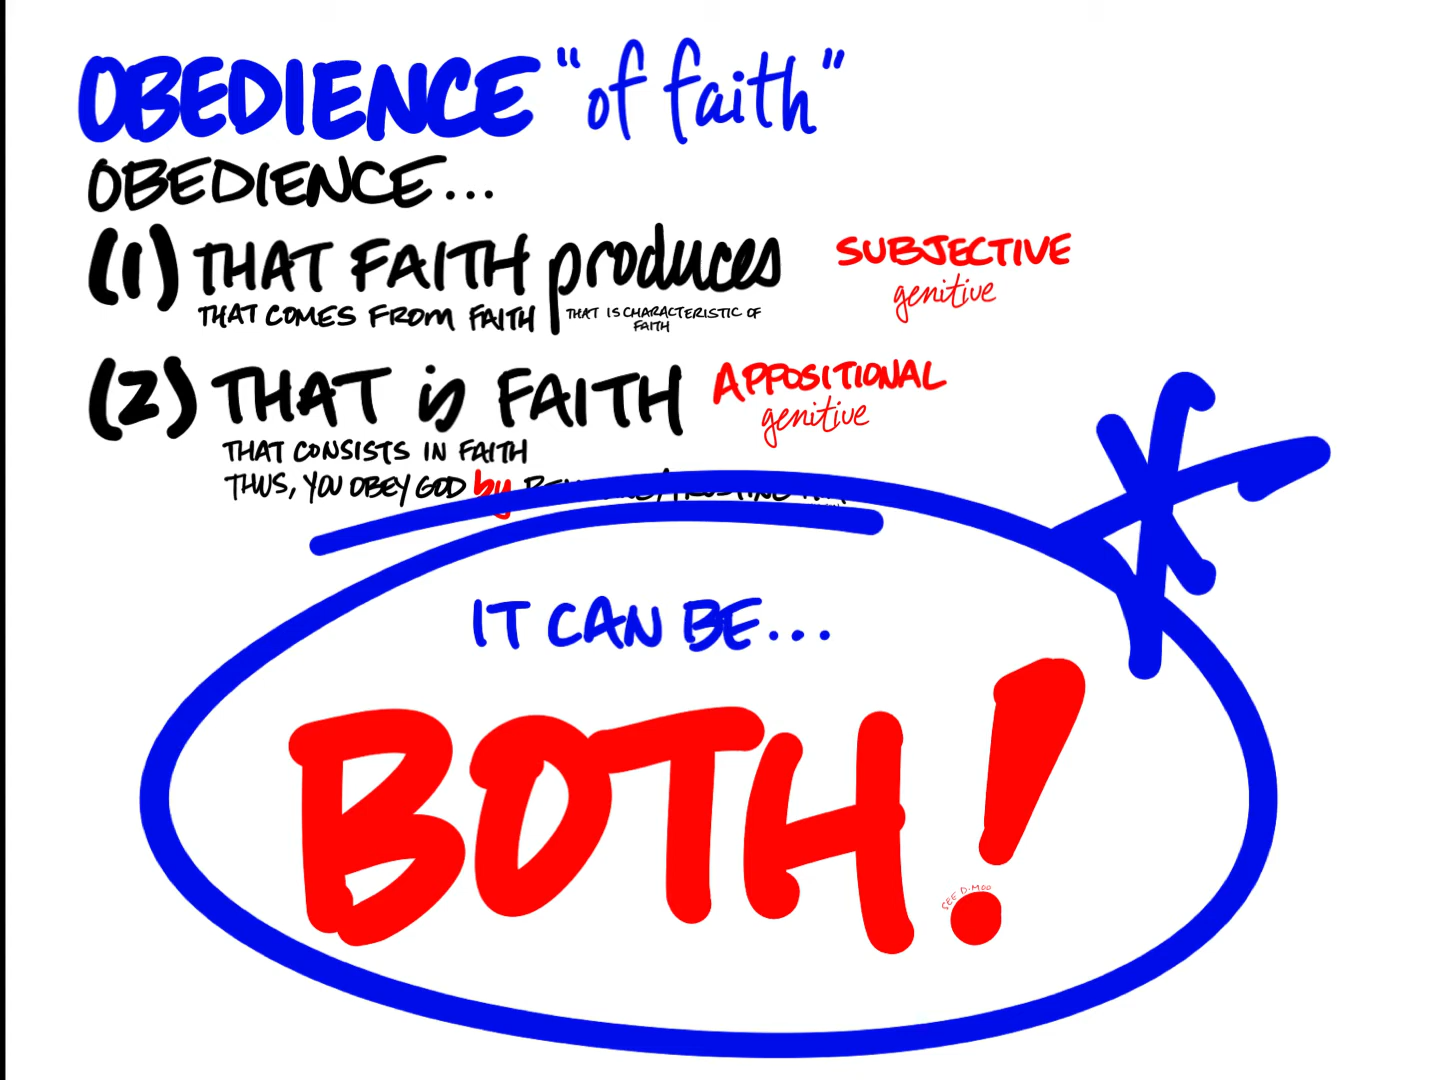 OBEDIENCE "of faith"
OBEDIENCE...
(1) THAT FAITH produces SUBJECTIVE genitive
THAT COMES FROM FAITH THAT IS CHARACTERISTIC OF FAITH
(2) THAT is FAITH APPOSITIONAL genitive
THAT CONSISTS IN FAITH
THUS, YOU OBEY GOD by
IT CAN BE...
BOTH!
SEE D. MOO